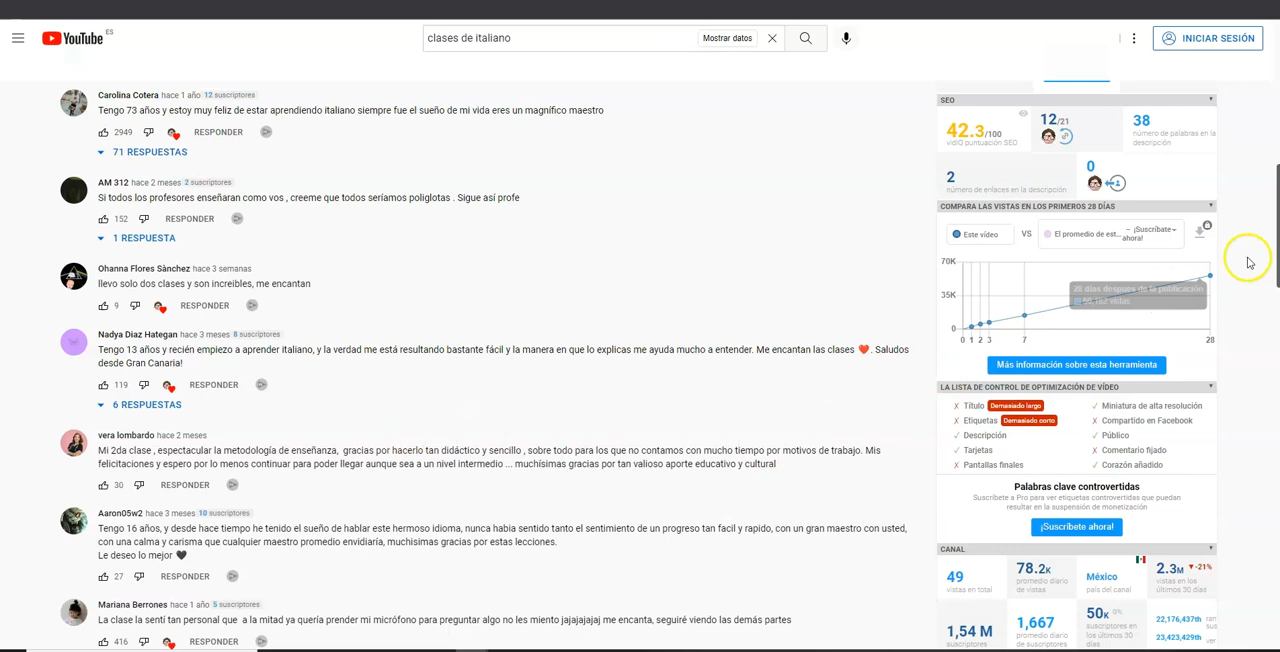 YouTube ES
clases de italiano
Mostrar datos
INICIAR SESIÓN
Carolina Cotera hace 1 año 12 suscriptores
Tengo 73 años y estoy muy feliz de estar aprendiendo italiano siempre fue el sueño de mi vida eres un magnífico maestro
2949 RESPONDER
71 RESPUESTAS
AM 312 hace 2 meses 2 suscriptores
Si todos los profesores enseñaran como vos , creeme que todos seríamos poliglotas . Sigue así profe
152 RESPONDER
1 RESPUESTA
Ohanna Flores Sànchez hace 3 semanas
llevo solo dos clases y son increibles, me encantan
9 RESPONDER
Nadya Diaz Hategan hace 3 meses 8 suscriptores
Tengo 13 años y recién empiezo a aprender italiano, y la verdad me está resultando bastante fácil y la manera en que lo explicas me ayuda mucho a entender. Me encantan las clases ❤️. Saludos
desde Gran Canaria!
119 RESPONDER
6 RESPUESTAS
vera lombardo hace 2 meses
Mi 2da clase , espectacular la metodología de enseñanza, gracias por hacerlo tan didáctico y sencillo , sobre todo para los que no contamos con mucho tiempo por motivos de trabajo. Mis
felicitaciones y espero por lo menos continuar para poder llegar aunque sea a un nivel intermedio ... muchísimas gracias por tan valioso aporte educativo y cultural
30 RESPONDER
Aaron05w2 hace 3 meses 10 suscriptores
Tengo 16 años, y desde hace tiempo he tenido el sueño de hablar este hermoso idioma, nunca habia sentido tanto el sentimiento de un progreso tan facil y rapido, con un gran maestro con usted,
con una calma y carisma que cualquier maestro promedio envidiaría, muchisimas gracias por estas lecciones.
Le deseo lo mejor 🖤
27 RESPONDER
Mariana Berrones hace 1 año 5 suscriptores
La clase la sentí tan personal que a la mitad ya quería prender mi micrófono para preguntar algo no les miento jajajajaj me encanta, seguiré viendo las demás partes
416 RESPONDER
SEO
42.3/100
vidIQ puntuación SEO
12/21
38
número de palabras en la
descripción
2
número de enlaces en la descripción
0
COMPARA LAS VISTAS EN LOS PRIMEROS 28 DÍAS
Este vídeo VS El promedio de est... – ¡Suscríbate
ahora!
70K
35K
0
28 días después de la publicación
0 1 2 3 7 28
Más información sobre esta herramienta
LA LISTA DE CONTROL DE OPTIMIZACIÓN DE VÍDEO
✗ Título Demasiado largo ✓ Miniatura de alta resolución
✗ Etiquetas Demasiado corto ✗ Compartido en Facebook
✓ Descripción ✓ Público
✓ Tarjetas ✗ Comentario fijado
✗ Pantallas finales ✓ Corazón añadido
Palabras clave controvertidas
Suscríbete a Pro para ver etiquetas controvertidas que puedan
resultar en la suspensión de monetización
¡Suscríbete ahora!
CANAL
49
vistas en total
78.2K
promedio diario
de vistas
México
país del canal
2.3M ▼-21%
vistas en los
últimos 30 días
1,54 M
suscriptores
1,667
promedio diario
de suscriptores
50K 0%
suscriptores en
los últimos 30
días
22,176,437th
23,423,429th